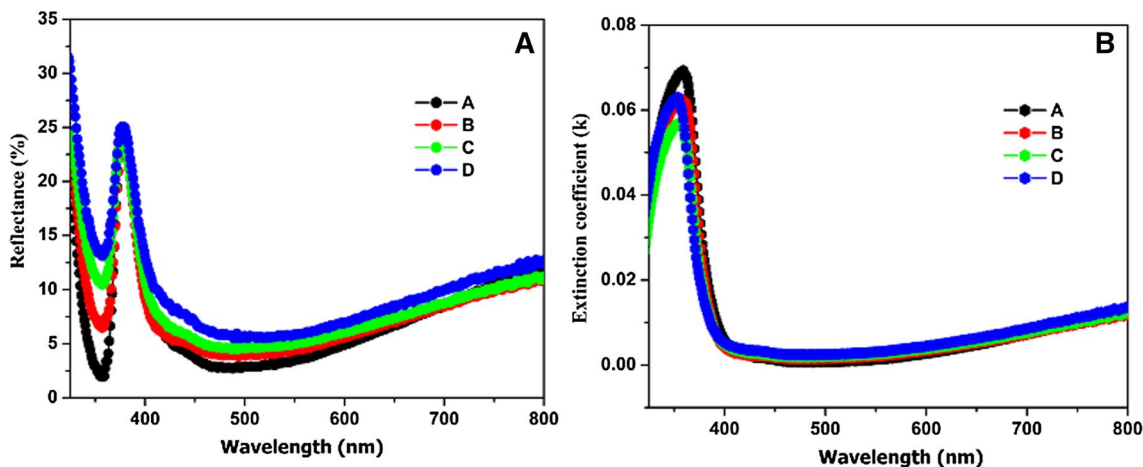 35
30
25
20
15
10
5
0
Reflectance (%)
A
A
B
C
D
400 500 600 700 800
Wavelength (nm)
0.08
0.06
0.04
0.02
0.00
Extinction coefficient (k)
B
A
B
C
D
400 500 600 700 800
Wavelength (nm)